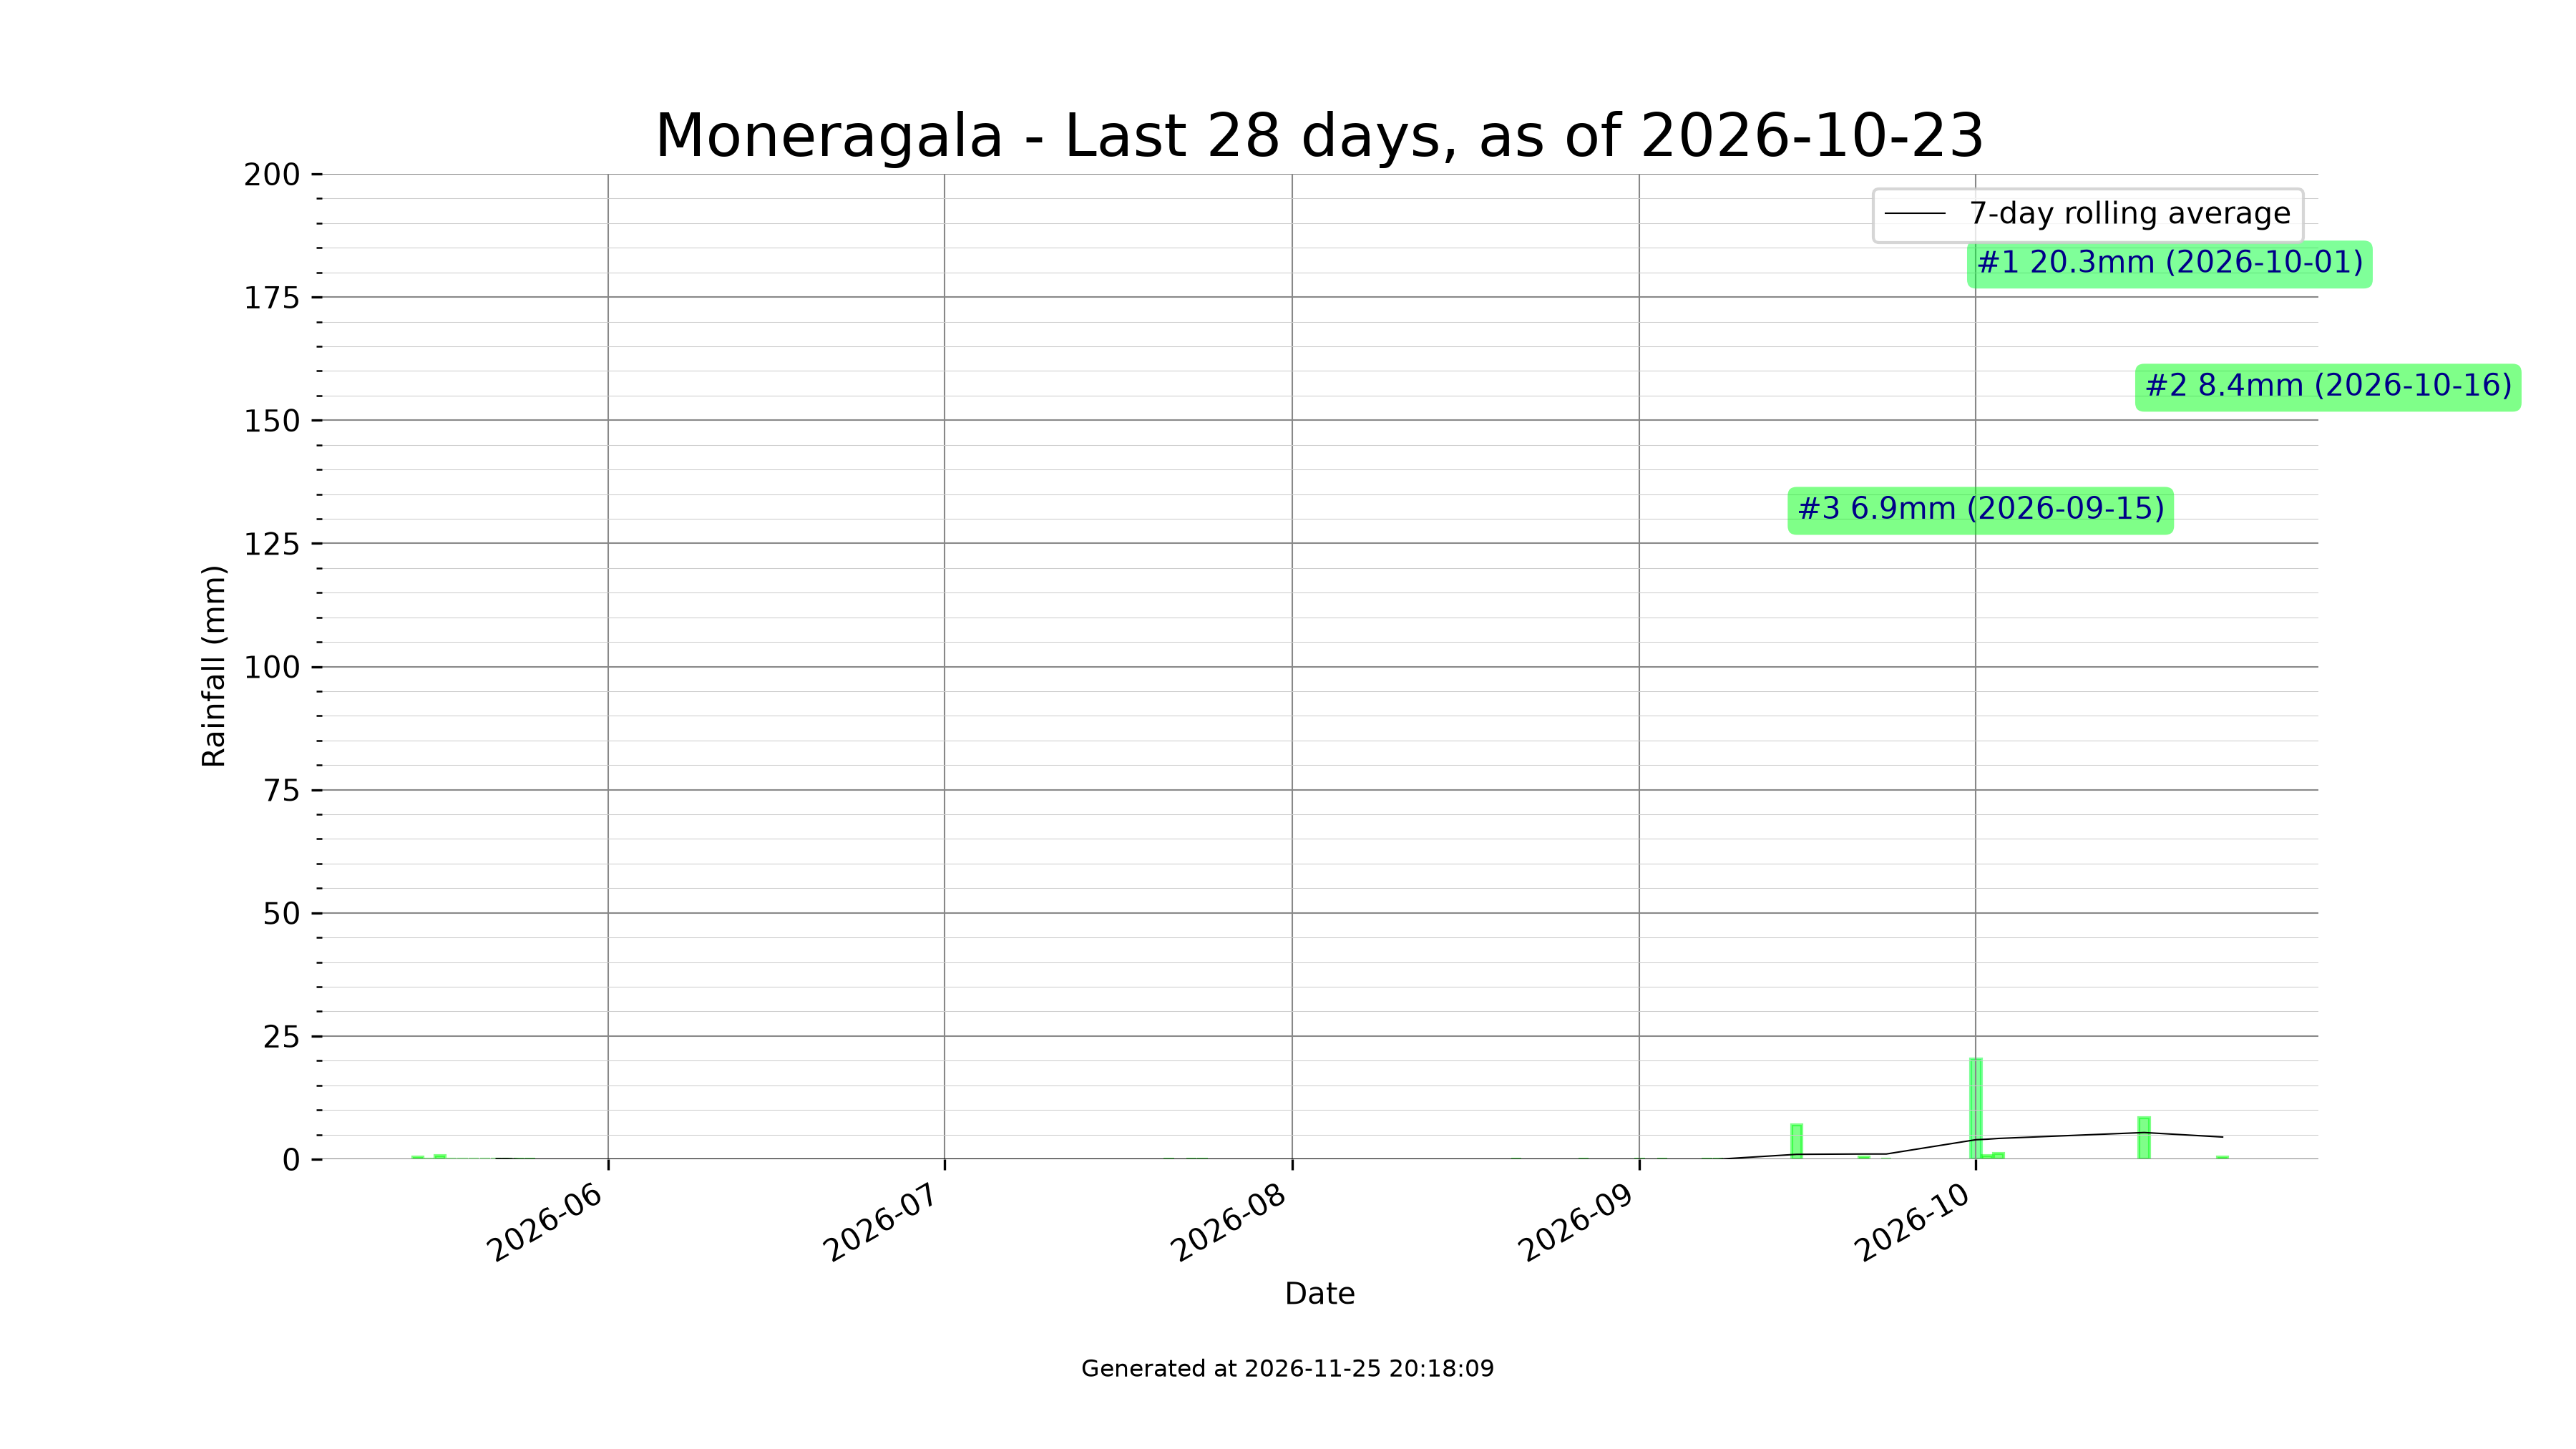 Moneragala - Last 28 days, as of 2026-10-23
200
175
150
125
100
75
50
25
0
Rainfall (mm)
7-day rolling average
#1 20.3mm (2026-10-01)
#2 8.4mm (2026-10-16)
#3 6.9mm (2026-09-15)
2026-06
2026-07
2026-08
2026-09
2026-10
Date
Generated at 2026-11-25 20:18:09